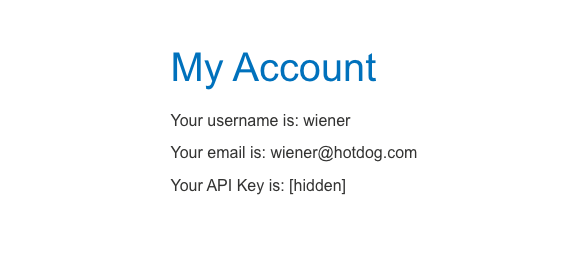 My Account
Your username is: wiener
Your email is: wiener@hotdog.com
Your API Key is: [hidden]